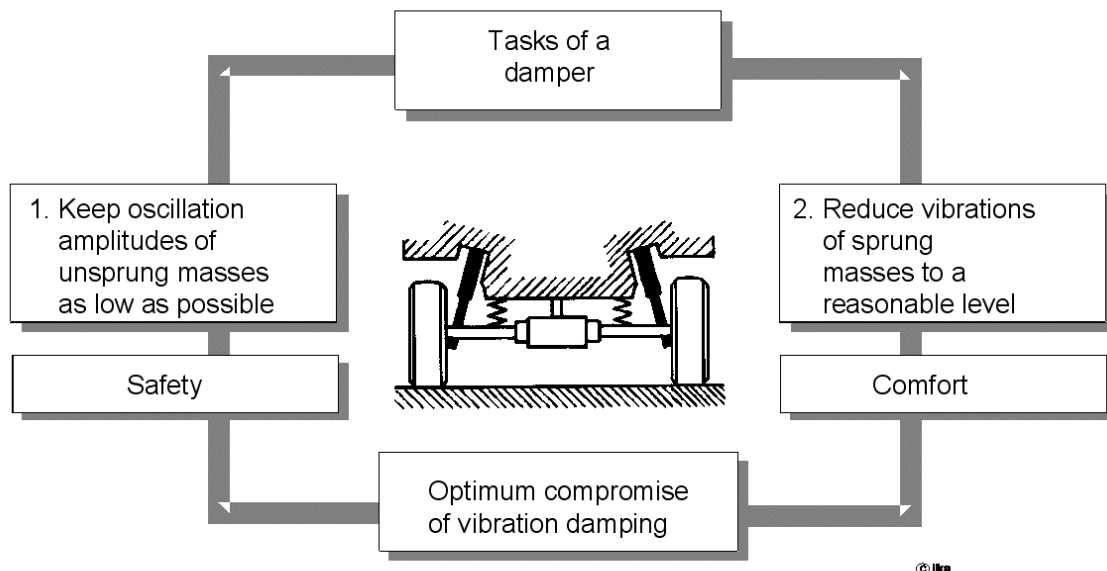 Tasks of a
damper
1. Keep oscillation
amplitudes of
unsprung masses
as low as possible
2. Reduce vibrations
of sprung
masses to a
reasonable level
Safety
Comfort
Optimum compromise
of vibration damping
© ika